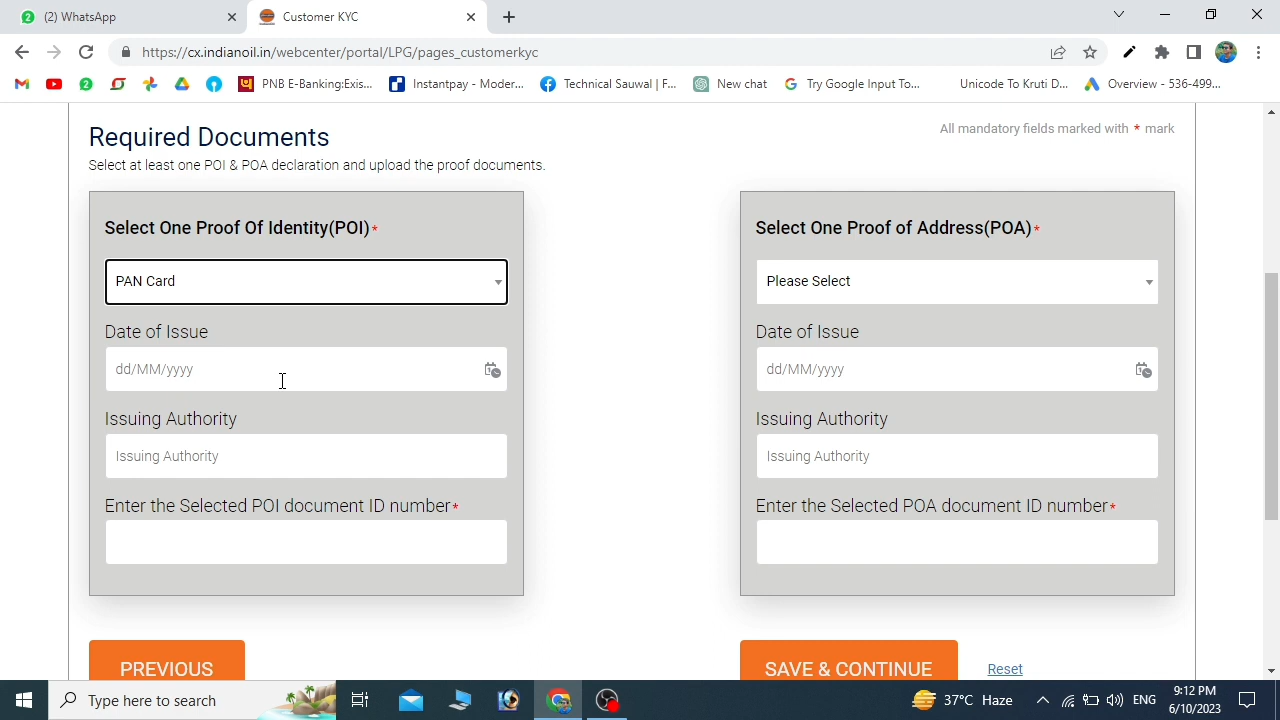 (2) WhatsApp
Customer KYC
https://cx.indianoil.in/webcenter/portal/LPG/pages_customerkyc
PNB E-Banking:Exis...
Instantpay - Moder...
Technical Sauwal | F...
New chat
Try Google Input To...
Unicode To Kruti D...
Overview - 536-499...
Required Documents
All mandatory fields marked with * mark
Select at least one POI & POA declaration and upload the proof documents.
Select One Proof Of Identity(POI)*
PAN Card
Date of Issue
dd/MM/yyyy
Issuing Authority
Issuing Authority
Enter the Selected POI document ID number*
Select One Proof of Address(POA)*
Please Select
Date of Issue
dd/MM/yyyy
Issuing Authority
Issuing Authority
Enter the Selected POA document ID number*
PREVIOUS
SAVE & CONTINUE
Reset
Type here to search
37°C Haze
ENG
9:12 PM
6/10/2023